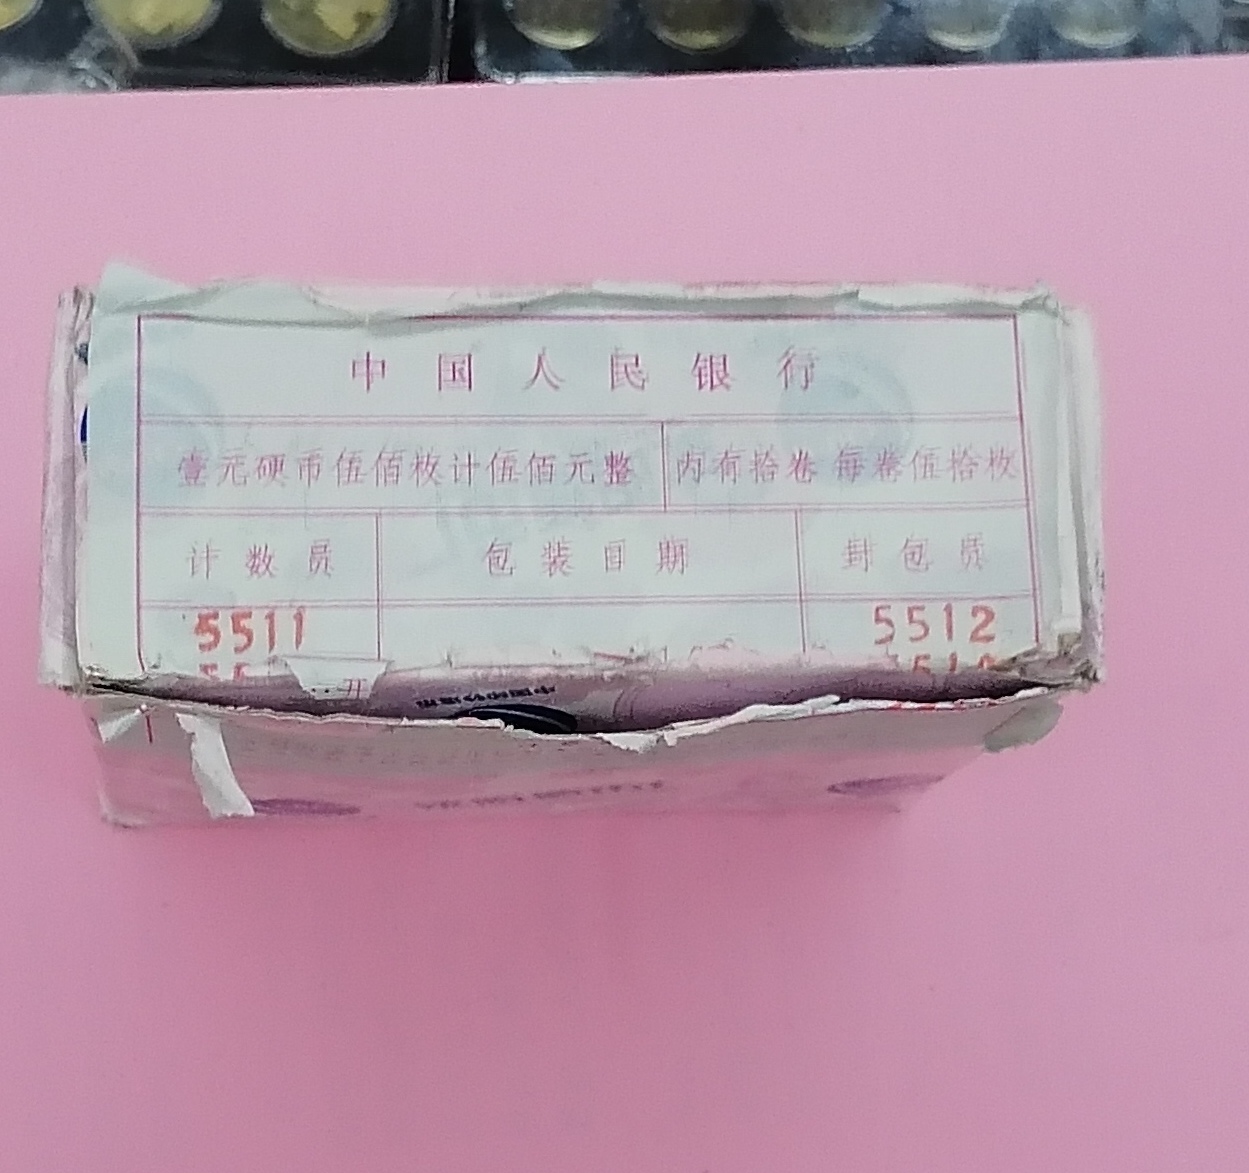 中国人民银行
壹元硬币伍佰枚计伍佰元整 内有拾卷 每卷伍拾枚
计数员 包装日期 封包员
5511 5512